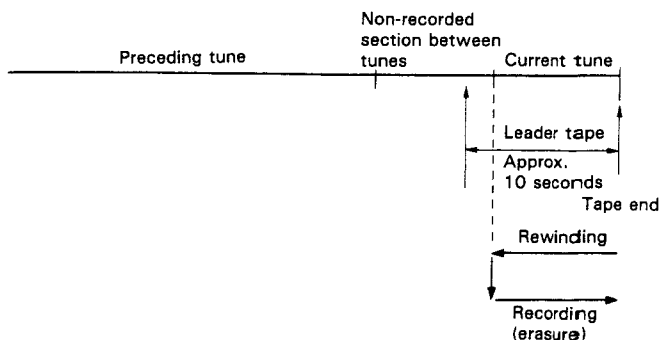 Non-recorded
section between
tunes
Preceding tune
Current tune
Leader tape
Approx.
10 seconds
Tape end
Rewinding
Recording
(erasure)